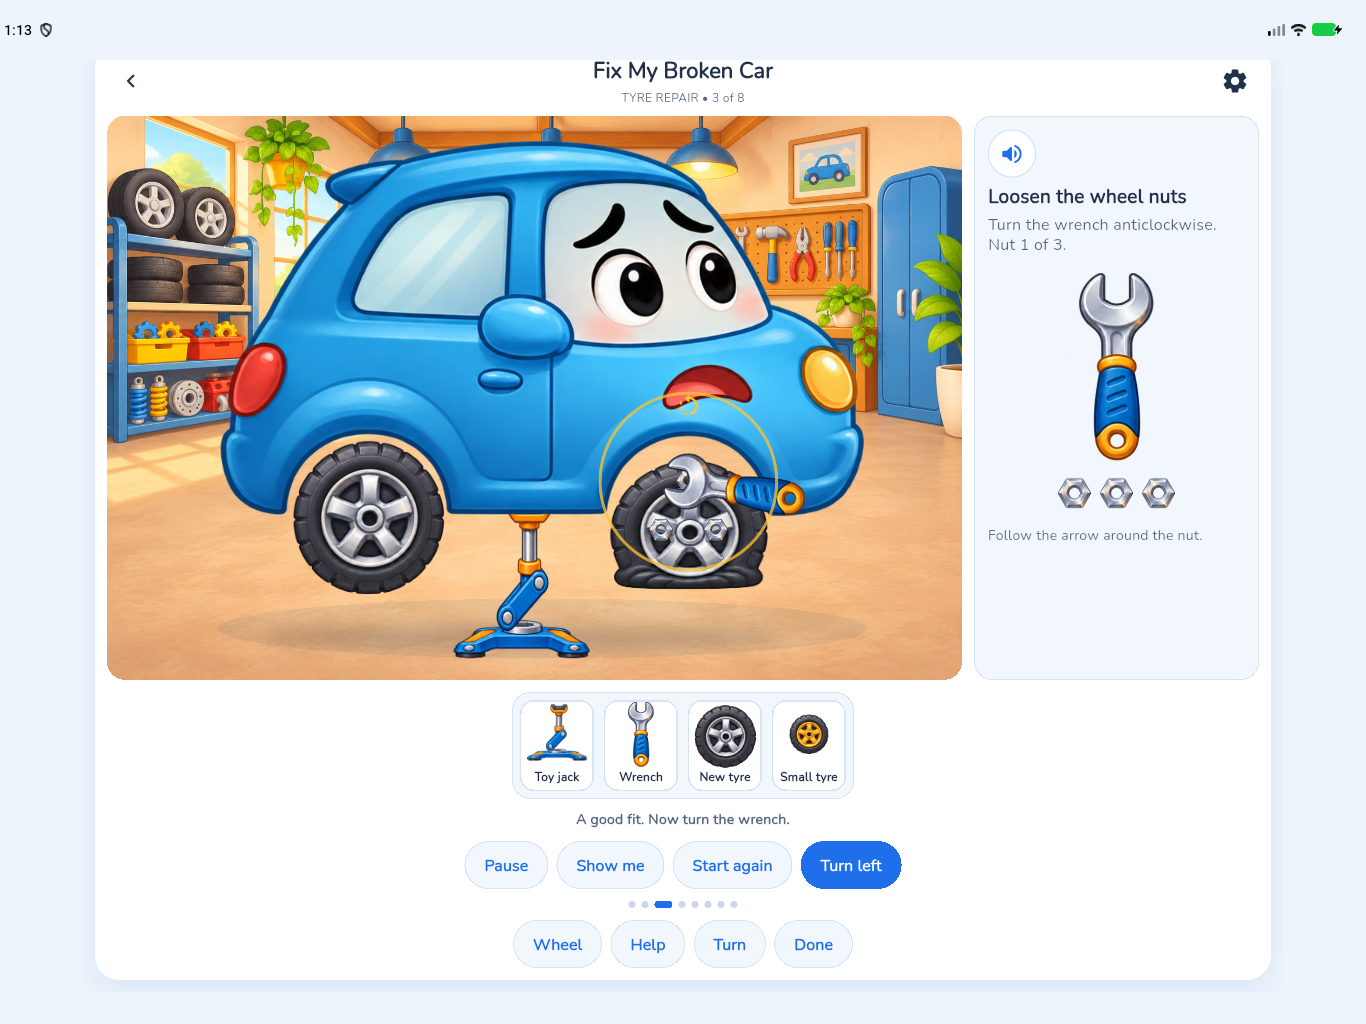 1:13
Fix My Broken Car
TYRE REPAIR • 3 of 8
Loosen the wheel nuts
Turn the wrench anticlockwise.
Nut 1 of 3.
Follow the arrow around the nut.
Toy jack
Wrench
New tyre
Small tyre
A good fit. Now turn the wrench.
Pause
Show me
Start again
Turn left
Wheel
Help
Turn
Done